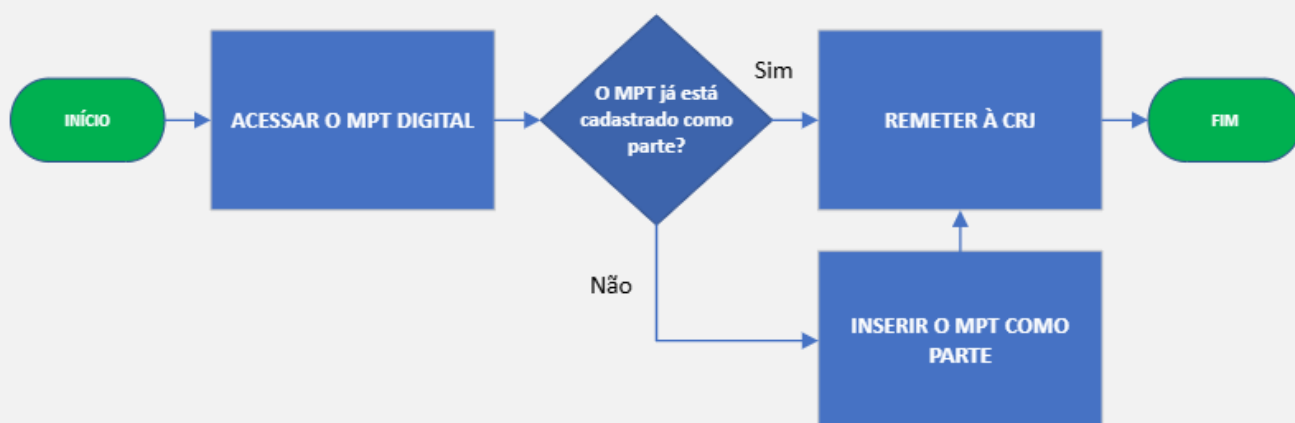 INÍCIO
ACESSAR O MPT DIGITAL
O MPT já está
cadastrado como
parte?
Sim
REMETER À CRJ
FIM
Não
INSERIR O MPT COMO
PARTE